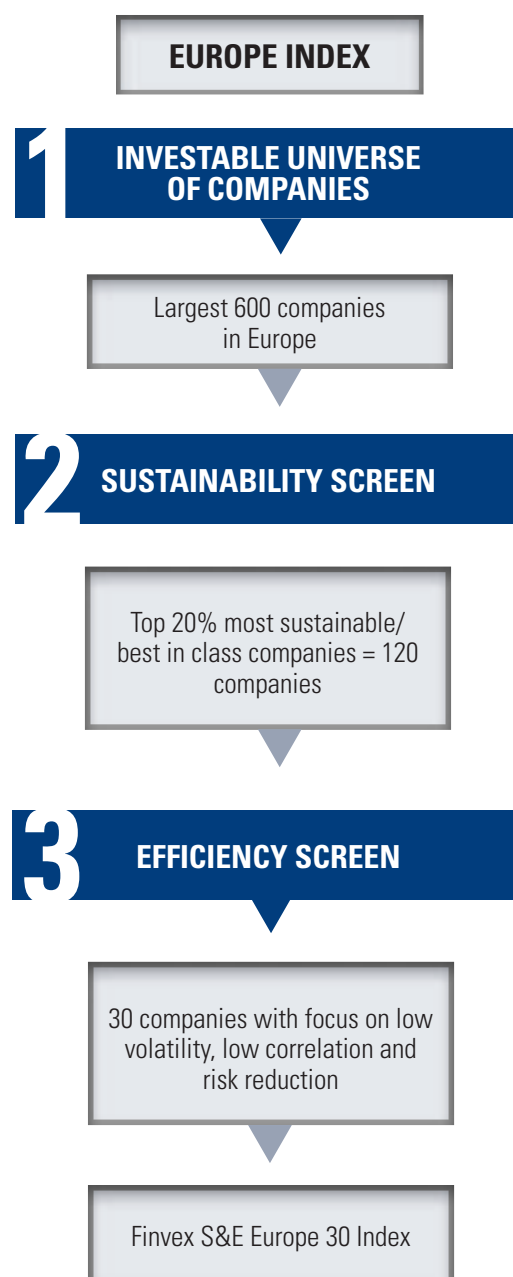 EUROPE INDEX
1
INVESTABLE UNIVERSE
OF COMPANIES
Largest 600 companies
in Europe
2
SUSTAINABILITY SCREEN
Top 20% most sustainable/
best in class companies = 120
companies
3
EFFICIENCY SCREEN
30 companies with focus on low
volatility, low correlation and
risk reduction
Finvex S&E Europe 30 Index